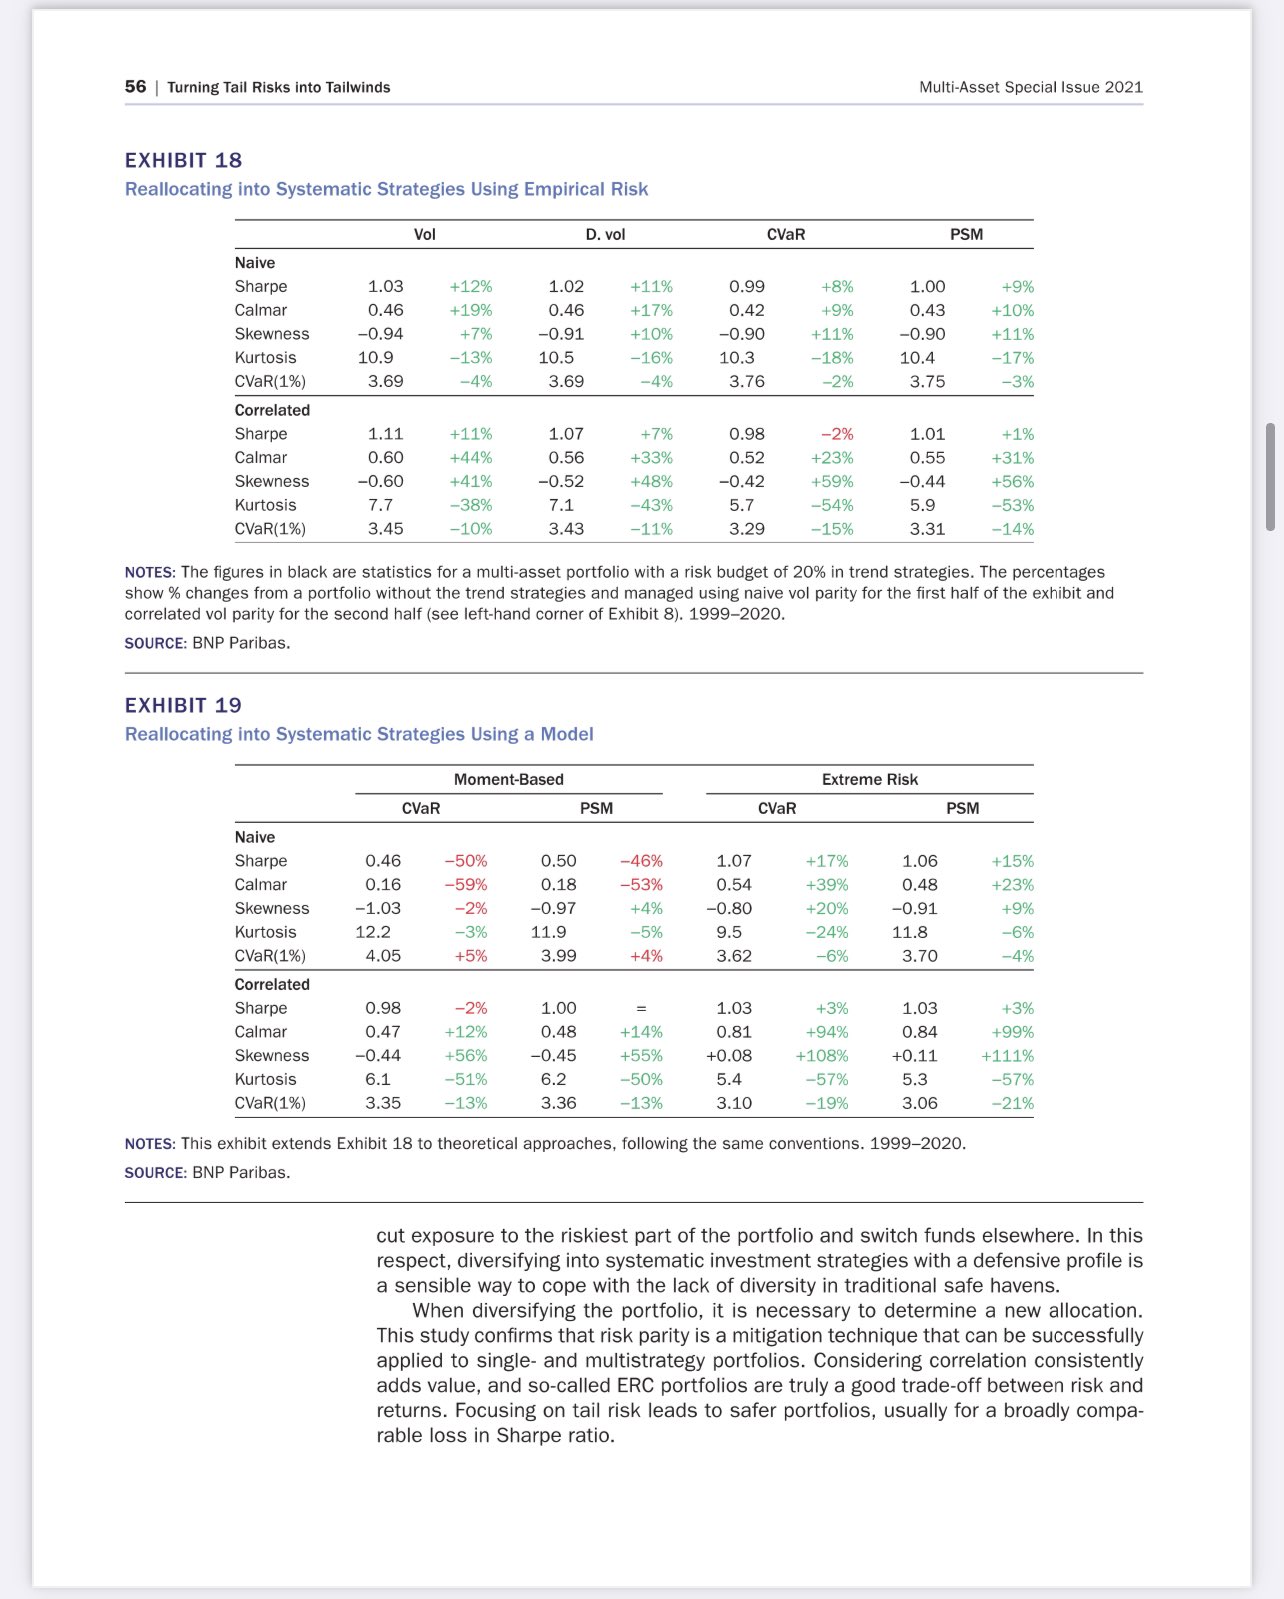 56 | Turning Tail Risks into Tailwinds Multi-Asset Special Issue 2021
EXHIBIT 18
Reallocating into Systematic Strategies Using Empirical Risk
Vol D. vol CVaR PSM
Naive
Sharpe 1.03 +12% 1.02 +11% 0.99 +8% 1.00 +9%
Calmar 0.46 +19% 0.46 +17% 0.42 +9% 0.43 +10%
Skewness −0.94 +7% −0.91 +10% −0.90 +11% −0.90 +11%
Kurtosis 10.9 −13% 10.5 −16% 10.3 −18% 10.4 −17%
CVaR(1%) 3.69 −4% 3.69 −4% 3.76 −2% 3.75 −3%
Correlated
Sharpe 1.11 +11% 1.07 +7% 0.98 −2% 1.01 +1%
Calmar 0.60 +44% 0.56 +33% 0.52 +23% 0.55 +31%
Skewness −0.60 +41% −0.52 +48% −0.42 +59% −0.44 +56%
Kurtosis 7.7 −38% 7.1 −43% 5.7 −54% 5.9 −53%
CVaR(1%) 3.45 −10% 3.43 −11% 3.29 −15% 3.31 −14%
NOTES: The figures in black are statistics for a multi-asset portfolio with a risk budget of 20% in trend strategies. The percentages
show % changes from a portfolio without the trend strategies and managed using naive vol parity for the first half of the exhibit and
correlated vol parity for the second half (see left-hand corner of Exhibit 8). 1999–2020.
SOURCE: BNP Paribas.
EXHIBIT 19
Reallocating into Systematic Strategies Using a Model
Moment-Based Extreme Risk
CVaR PSM CVaR PSM
Naive
Sharpe 0.46 −50% 0.50 −46% 1.07 +17% 1.06 +15%
Calmar 0.16 −59% 0.18 −53% 0.54 +39% 0.48 +23%
Skewness −1.03 −2% −0.97 +4% −0.80 +20% −0.91 +9%
Kurtosis 12.2 −3% 11.9 −5% 9.5 −24% 11.8 −6%
CVaR(1%) 4.05 +5% 3.99 +4% 3.62 −6% 3.70 −4%
Correlated
Sharpe 0.98 −2% 1.00 = 1.03 +3% 1.03 +3%
Calmar 0.47 +12% 0.48 +14% 0.81 +94% 0.84 +99%
Skewness −0.44 +56% −0.45 +55% +0.08 +108% +0.11 +111%
Kurtosis 6.1 −51% 6.2 −50% 5.4 −57% 5.3 −57%
CVaR(1%) 3.35 −13% 3.36 −13% 3.10 −19% 3.06 −21%
NOTES: This exhibit extends Exhibit 18 to theoretical approaches, following the same conventions. 1999–2020.
SOURCE: BNP Paribas.
cut exposure to the riskiest part of the portfolio and switch funds elsewhere. In this
respect, diversifying into systematic investment strategies with a defensive profile is
a sensible way to cope with the lack of diversity in traditional safe havens.
When diversifying the portfolio, it is necessary to determine a new allocation.
This study confirms that risk parity is a mitigation technique that can be successfully
applied to single- and multistrategy portfolios. Considering correlation consistently
adds value, and so-called ERC portfolios are truly a good trade-off between risk and
returns. Focusing on tail risk leads to safer portfolios, usually for a broadly compa-
rable loss in Sharpe ratio.